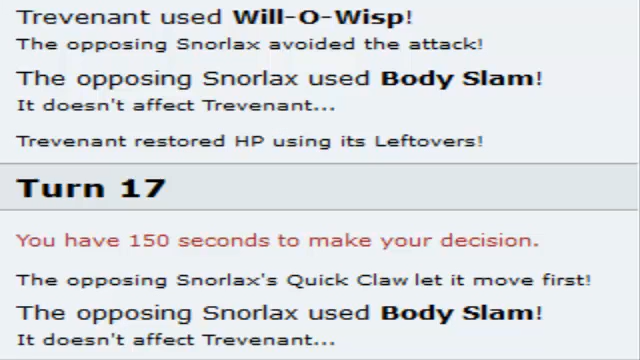 Trevenant used Will-O-Wisp!
The opposing Snorlax avoided the attack!
The opposing Snorlax used Body Slam!
It doesn't affect Trevenant...
Trevenant restored HP using its Leftovers!
Turn 17
You have 150 seconds to make your decision.
The opposing Snorlax's Quick Claw let it move first!
The opposing Snorlax used Body Slam!
It doesn't affect Trevenant...